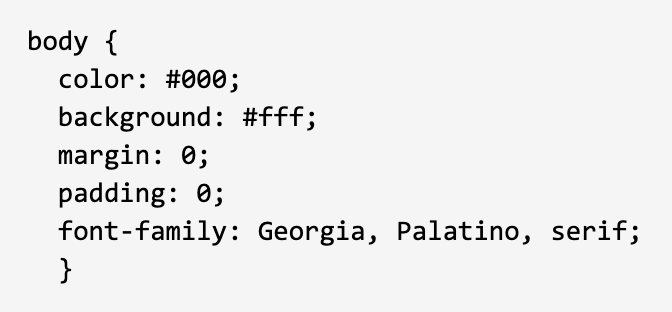 body {
  color: #000;
  background: #fff;
  margin: 0;
  padding: 0;
  font-family: Georgia, Palatino, serif;
  }